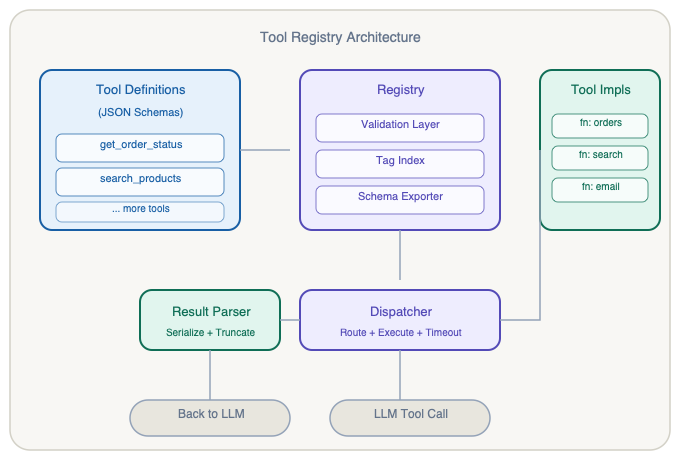 Tool Registry Architecture
Tool Definitions
(JSON Schemas)
get_order_status
search_products
... more tools
Registry
Validation Layer
Tag Index
Schema Exporter
Tool Impls
fn: orders
fn: search
fn: email
Result Parser
Serialize + Truncate
Dispatcher
Route + Execute + Timeout
Back to LLM
LLM Tool Call